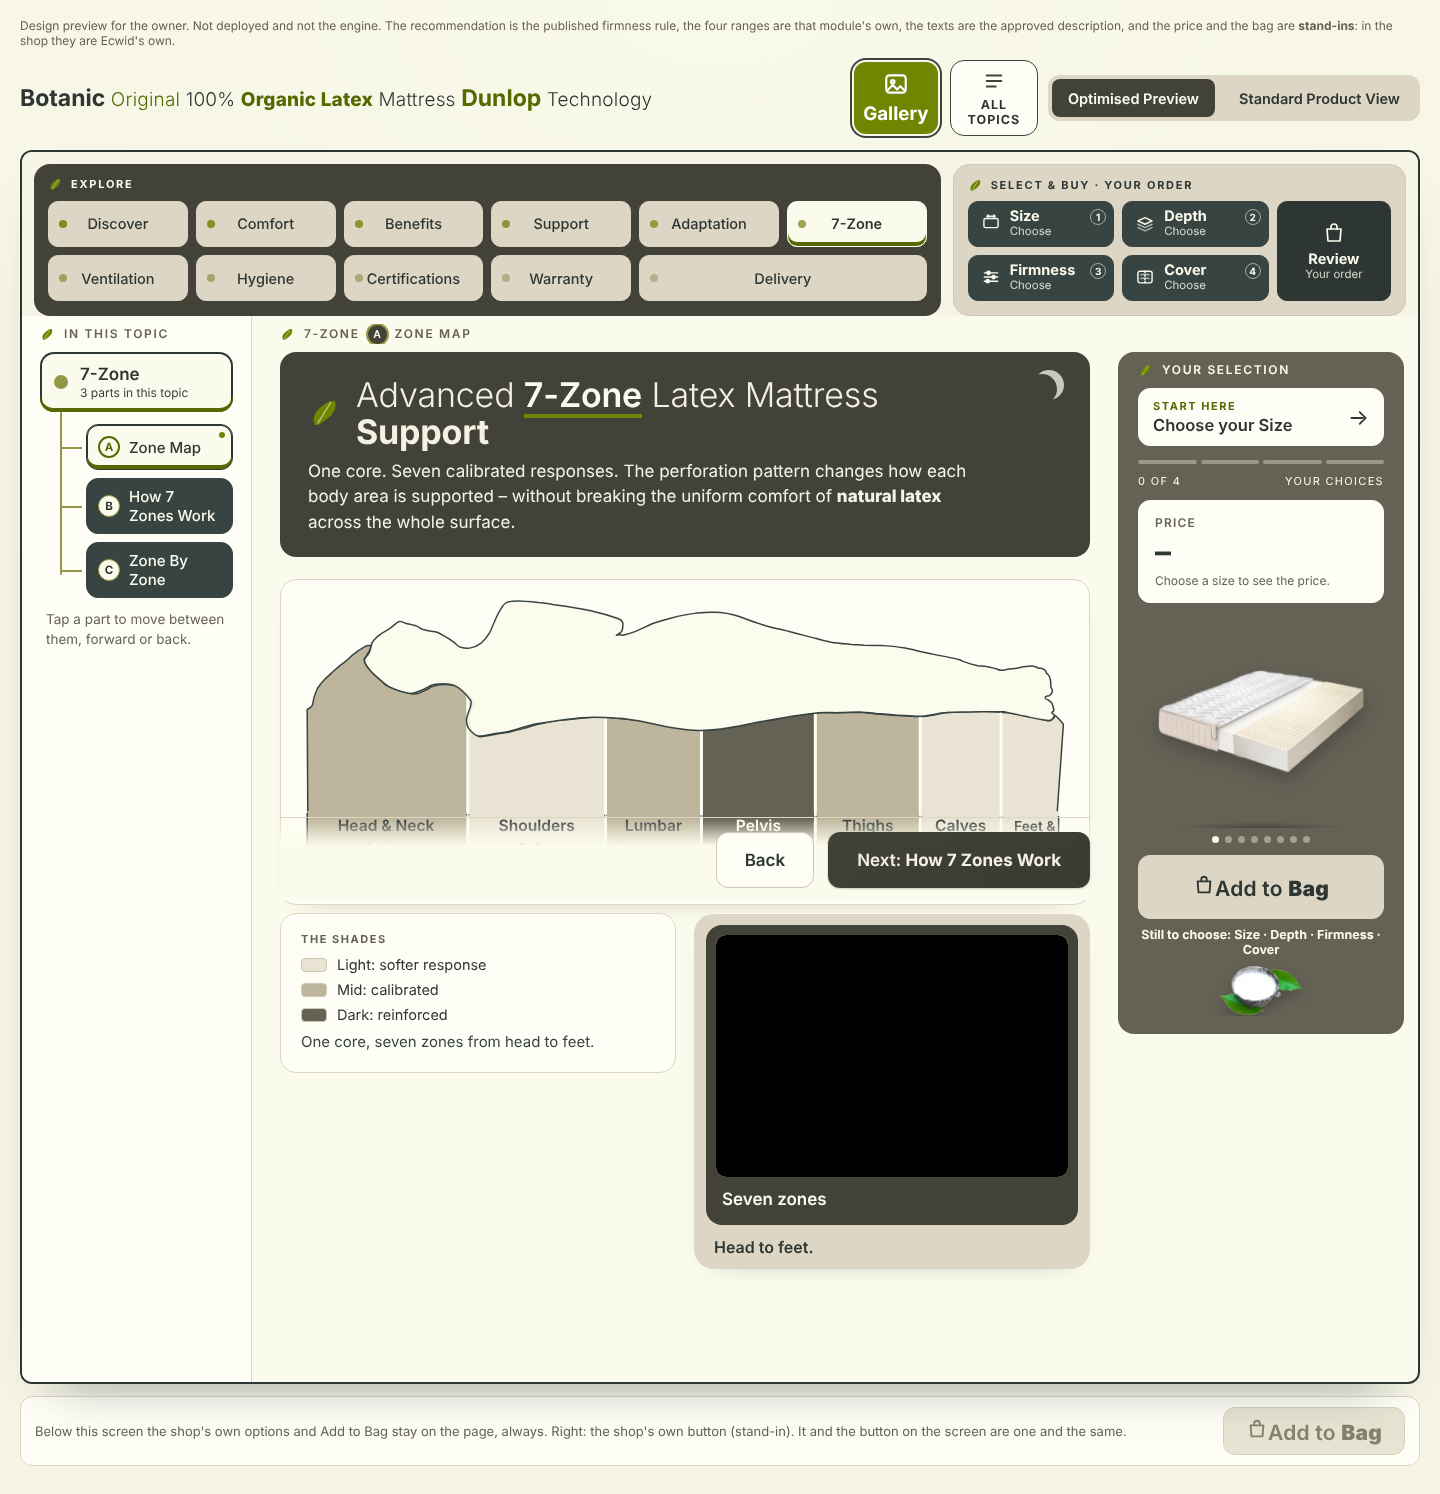 Design preview for the owner. Not deployed and not the engine. The recommendation is the published firmness rule, the four ranges are that module's own, the texts are the approved description, and the price and the bag are stand-ins: in the
shop they are Ecwid's own.
Botanic Original 100% Organic Latex Mattress Dunlop Technology
Gallery
ALL
TOPICS
Optimised Preview
Standard Product View
EXPLORE
Discover
Comfort
Benefits
Support
Adaptation
7-Zone
Ventilation
Hygiene
Certifications
Warranty
Delivery
SELECT & BUY · YOUR ORDER
Size
Choose
1
Depth
Choose
2
Firmness
Choose
3
Cover
Choose
4
Review
Your order
IN THIS TOPIC
7-Zone
3 parts in this topic
A
Zone Map
B
How 7
Zones Work
C
Zone By
Zone
Tap a part to move between
them, forward or back.
7-ZONE A ZONE MAP
Advanced 7-Zone Latex Mattress
Support
One core. Seven calibrated responses. The perforation pattern changes how each
body area is supported – without breaking the uniform comfort of natural latex
across the whole surface.
Head & Neck
Shoulders
Lumbar
Pelvis
Thighs
Calves
Feet &
Back
Next: How 7 Zones Work
THE SHADES
Light: softer response
Mid: calibrated
Dark: reinforced
One core, seven zones from head to feet.
Seven zones
Head to feet.
YOUR SELECTION
START HERE
Choose your Size
0 OF 4
YOUR CHOICES
PRICE
–
Choose a size to see the price.
Add to Bag
Still to choose: Size · Depth · Firmness ·
Cover
Below this screen the shop's own options and Add to Bag stay on the page, always. Right: the shop's own button (stand-in). It and the button on the screen are one and the same.
Add to Bag